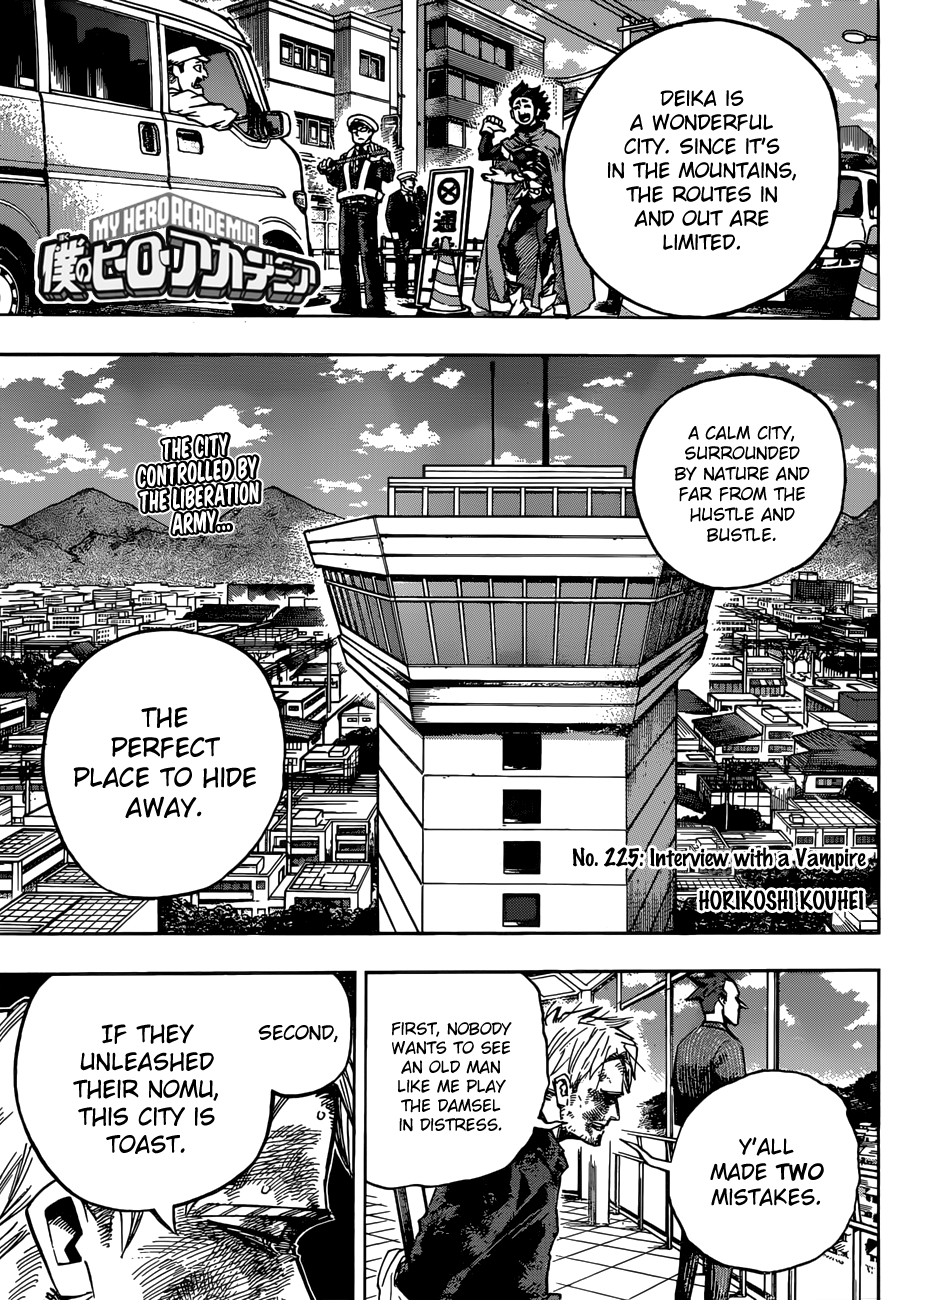 DEIKA IS
A WONDERFUL
CITY. SINCE IT'S
IN THE MOUNTAINS,
THE ROUTES IN
AND OUT ARE
LIMITED.
通
MY HERO ACADEMIA
僕のヒーローアカデミア
A CALM CITY,
SURROUNDED
BY NATURE AND
FAR FROM THE
HUSTLE AND
BUSTLE.
THE CITY
CONTROLLED BY
THE LIBERATION
ARMY...
THE
PERFECT
PLACE TO HIDE
AWAY.
No. 225: Interview with a Vampire
HORIKOSHI KOUHEI
Y'ALL
MADE TWO
MISTAKES.
FIRST, NOBODY
WANTS TO SEE
AN OLD MAN
LIKE ME PLAY
THE DAMSEL
IN DISTRESS.
SECOND,
IF THEY
UNLEASHED
THEIR NOMU,
THIS CITY IS
TOAST.